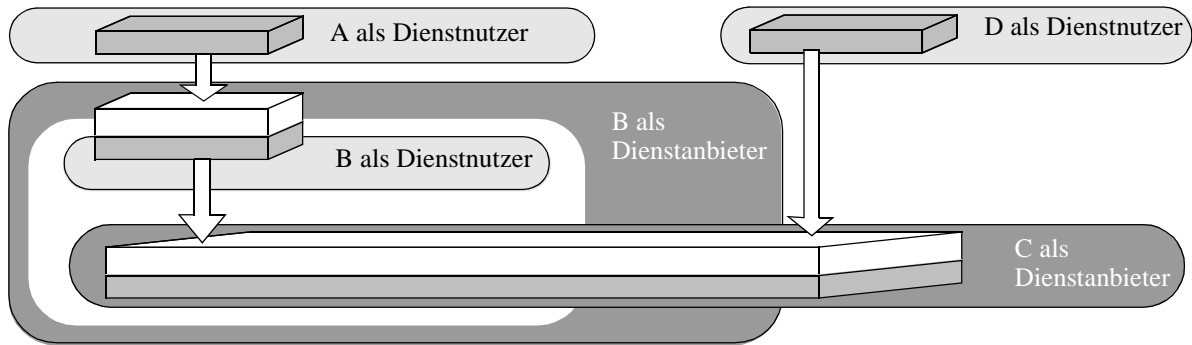 A als Dienstnutzer
D als Dienstnutzer
B als
Dienstanbieter
B als Dienstnutzer
C als
Dienstanbieter